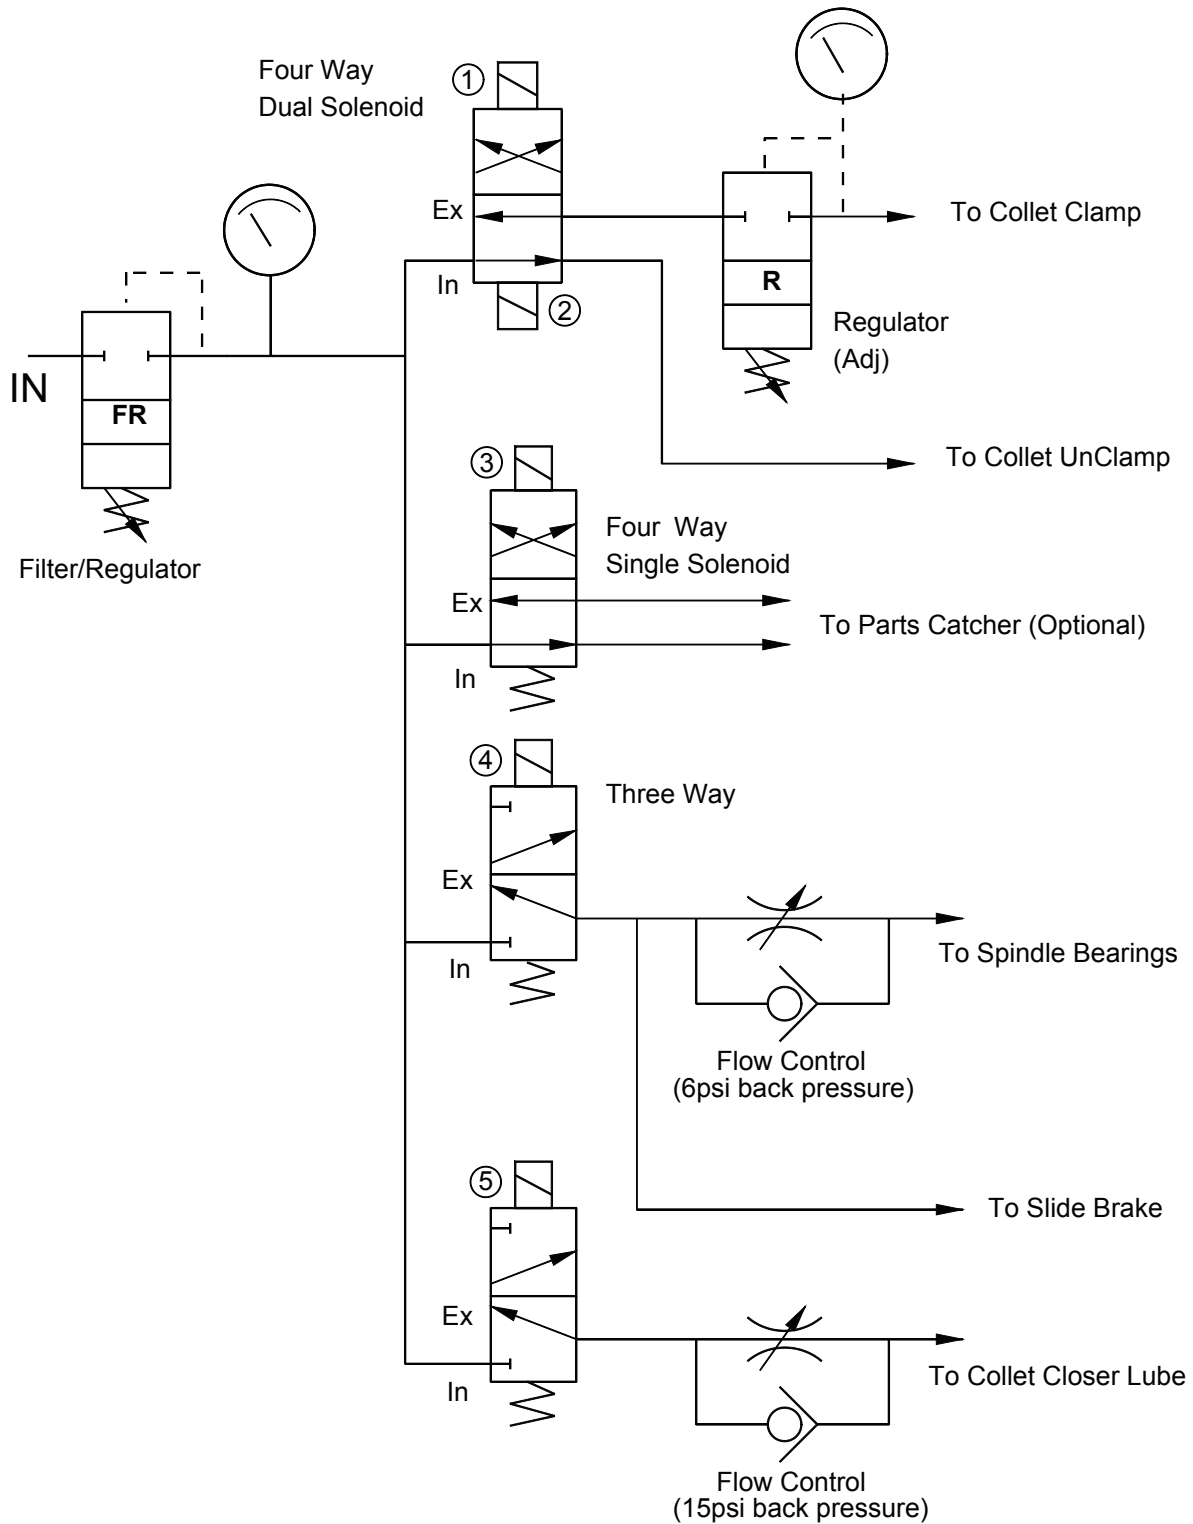 Four Way
Dual Solenoid
1
Ex
To Collet Clamp
In
R
2
Regulator
(Adj)
IN
FR
To Collet UnClamp
3
Four Way
Single Solenoid
Filter/Regulator
Ex
To Parts Catcher (Optional)
In
4
Three Way
Ex
To Spindle Bearings
In
Flow Control
(6psi back pressure)
5
To Slide Brake
Ex
To Collet Closer Lube
In
Flow Control
(15psi back pressure)